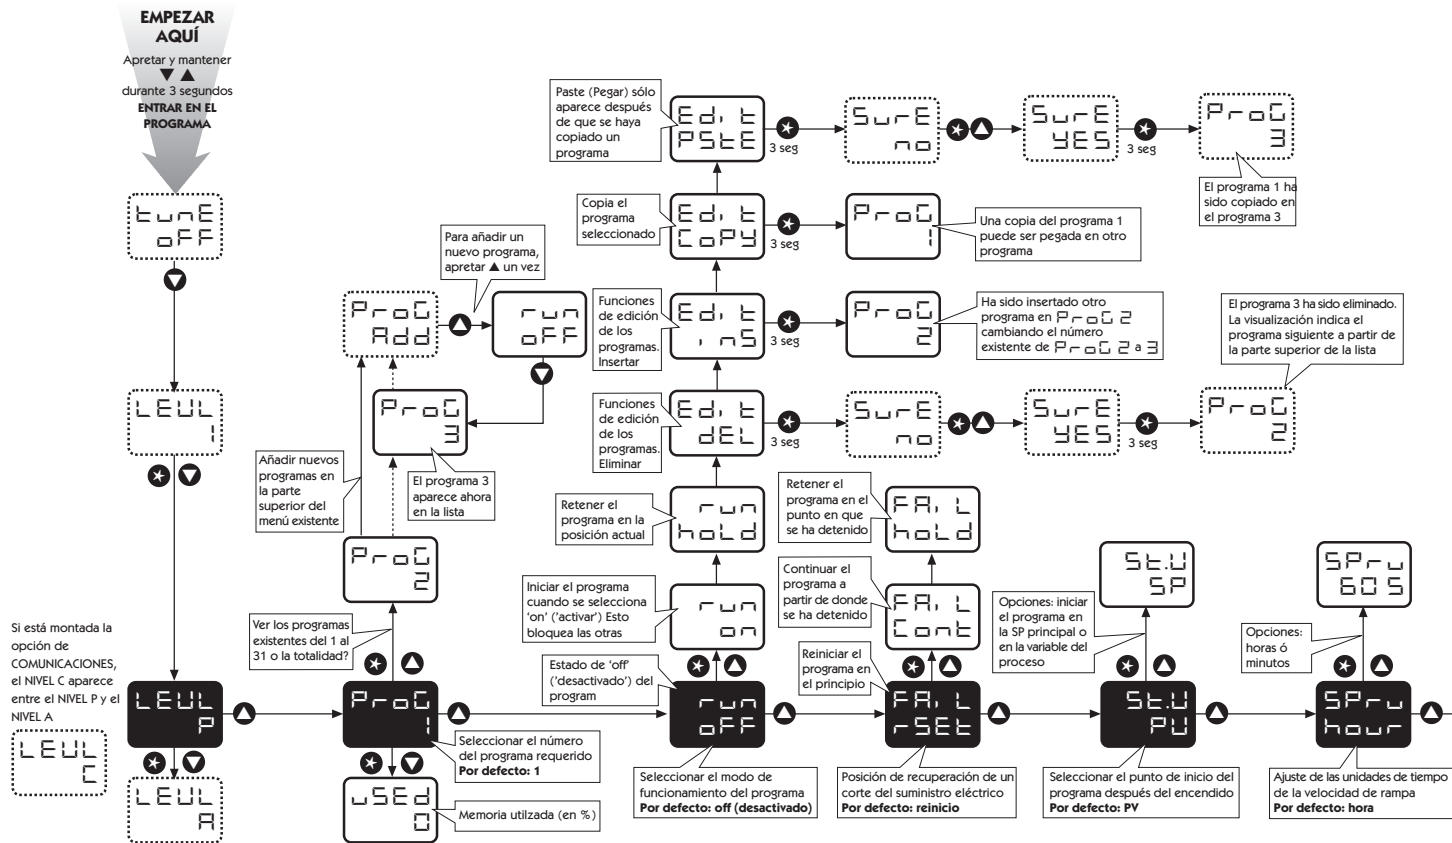 EMPEZAR
AQUÍ
Apretar y mantener
▼ ▲
durante 3 segundos
ENTRAR EN EL
PROGRAMA
tunE
oFF
LEVL
1
Si está montada la
opción de
COMUNICACIONES,
el NIVEL C aparece
entre el NIVEL P y el
NIVEL A
LEVL
C
LEVL
P
LEVL
A
Añadir nuevos
programas en
la parte
superior del
menú existente
ProG
Add
Para añadir un
nuevo programa,
apretar ▲ un vez
run
oFF
ProG
3
El programa 3
aparece ahora
en la lista
ProG
2
Ver los programas
existentes del 1 al
31 o la totalidad?
ProG
1
Seleccionar el número
del programa requerido
Por defecto: 1
uSEd
0
Memoria utilzada (en %)
Paste (Pegar) sólo
aparece después
de que se haya
copiado un
programa
Edit
PStE
3 seg
SurE
no
SurE
YES
3 seg
ProG
3
El programa 1 ha
sido copiado en
el programa 3
Copia el
programa
seleccionado
Edit
CoPY
3 seg
ProG
1
Una copia del programa 1
puede ser pegada en otro
programa
Funciones
de edición
de los
programas.
Insertar
Edit
inS
3 seg
ProG
2
Ha sido insertado otro
programa en ProG 2
cambiando el número
existente de ProG 2 a 3
El programa 3 ha sido eliminado.
La visualización indica el
programa siguiente a partir de
la parte superior de la lista
Funciones
de edición
de los
programas.
Eliminar
Edit
dEL
3 seg
SurE
no
SurE
YES
3 seg
ProG
2
Retener el
programa en la
posición actual
run
hoLd
Iniciar el programa
cuando se selecciona
'on' ('activar') Esto
bloquea las otras
run
on
Estado de 'off'
('desactivado') del
program
run
oFF
Seleccionar el modo de
funcionamiento del programa
Por defecto: off (desactivado)
Retener el
programa en el
punto en que
se ha detenido
FAiL
hoLd
Continuar el
programa a
partir de donde
se ha detenido
FAiL
Cont
Reiniciar el
programa en
el principio
FAiL
rSEt
Posición de recuperación de un
corte del suministro eléctrico
Por defecto: reinicio
St.V
SP
Opciones: iniciar
el programa en
la SP principal o
en la variable del
proceso
St.V
PV
Seleccionar el punto de inicio del
programa después del encendido
Por defecto: PV
SPru
60 S
Opciones:
horas ó
minutos
SPru
hour
Ajuste de las unidades de tiempo
de la velocidad de rampa
Por defecto: hora